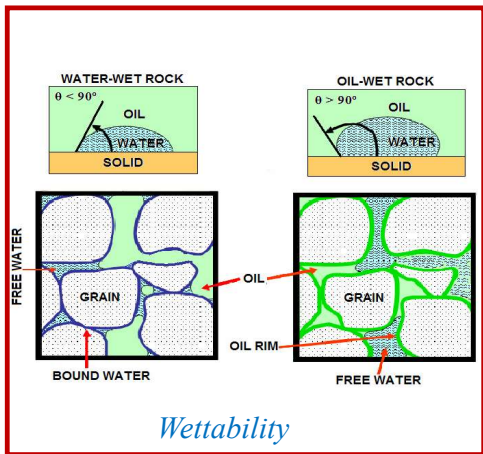 WATER-WET ROCK
θ < 90°
OIL
WATER
SOLID
OIL-WET ROCK
θ > 90°
OIL
WATER
SOLID
FREE WATER
GRAIN
BOUND WATER
OIL
GRAIN
OIL RIM
FREE WATER
Wettability